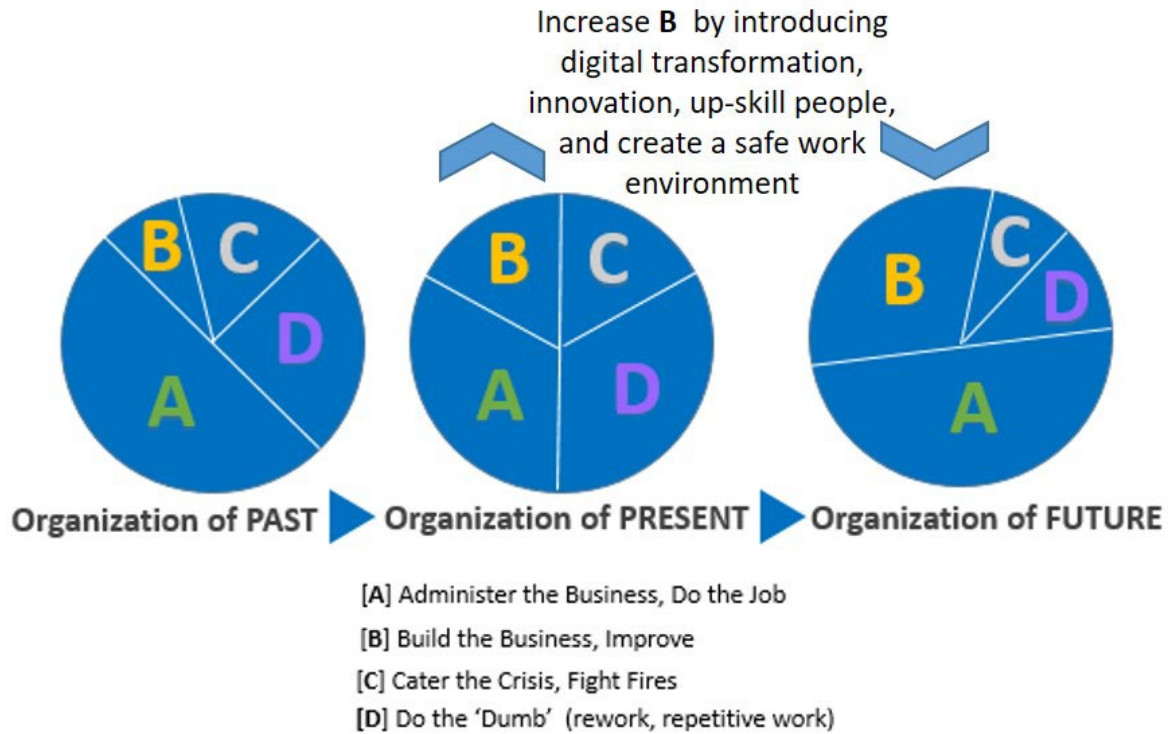 Increase B by introducing
digital transformation,
innovation, up-skill people,
and create a safe work
environment
B
C
D
A
B
C
A
D
B
C
D
A
Organization of PAST
Organization of PRESENT
Organization of FUTURE
[A] Administer the Business, Do the Job
[B] Build the Business, Improve
[C] Cater the Crisis, Fight Fires
[D] Do the ‘Dumb’ (rework, repetitive work)